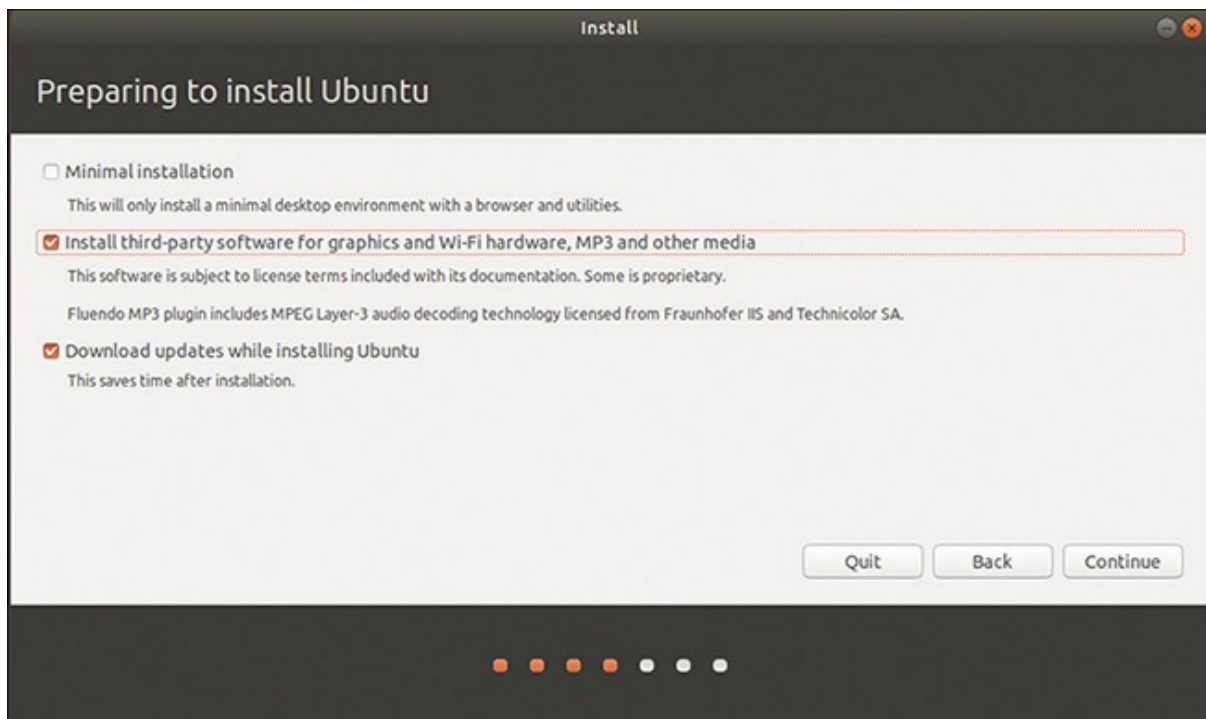 Install
Preparing to install Ubuntu
Minimal installation
This will only install a minimal desktop environment with a browser and utilities.
Install third-party software for graphics and Wi-Fi hardware, MP3 and other media
This software is subject to license terms included with its documentation. Some is proprietary.
Fluendo MP3 plugin includes MPEG Layer-3 audio decoding technology licensed from Fraunhofer IIS and Technicolor SA.
Download updates while installing Ubuntu
This saves time after installation.
Quit Back Continue